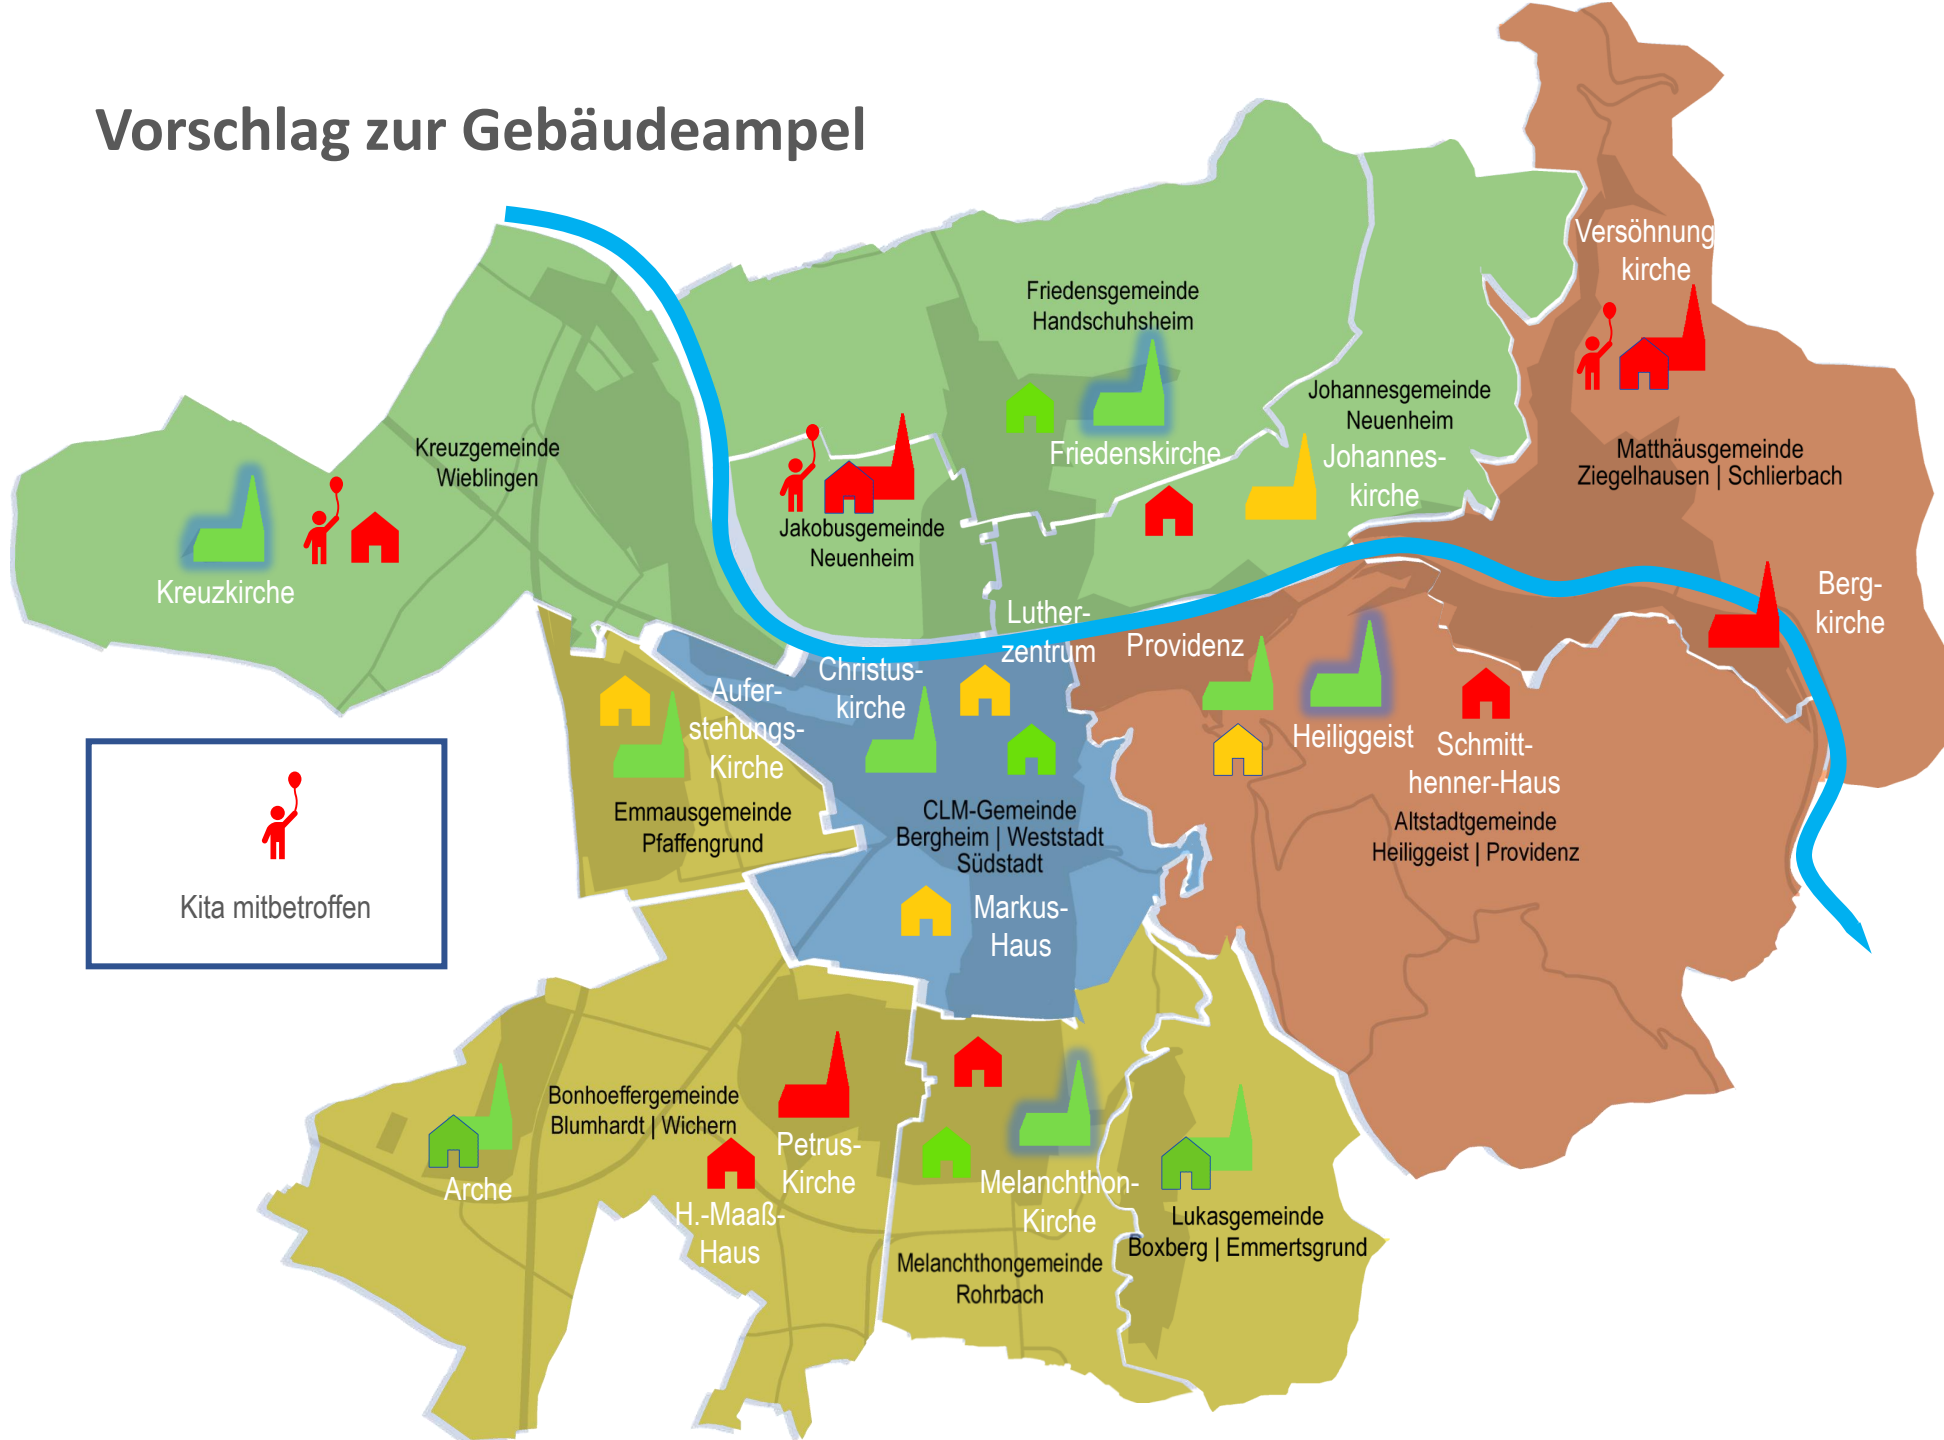 Vorschlag zur Gebäudeampel
Versöhnung
kirche
Friedensgemeinde
Handschuhsheim
Johannesgemeinde
Neuenheim
Kreuzgemeinde
Wieblingen
Friedenskirche
Johannes-
kirche
Matthäusgemeinde
Ziegelhausen | Schlierbach
Jakobusgemeinde
Neuenheim
Kreuzkirche
Berg-
kirche
Luther-
zentrum
Providenz
Christus-
kirche
Aufer-
stehungs-
Kirche
Heiliggeist
Schmitt-
henner-Haus
Emmausgemeinde
Pfaffengrund
CLM-Gemeinde
Bergheim | Weststadt
Südstadt
Altstadtgemeinde
Heiliggeist | Providenz
Kita mitbetroffen
Markus-
Haus
Bonhoeffergemeinde
Blumhardt | Wichern
Arche
Petrus-
Kirche
H.-Maaß-
Haus
Melanchthon-
Kirche
Lukasgemeinde
Boxberg | Emmertsgrund
Melanchthongemeinde
Rohrbach